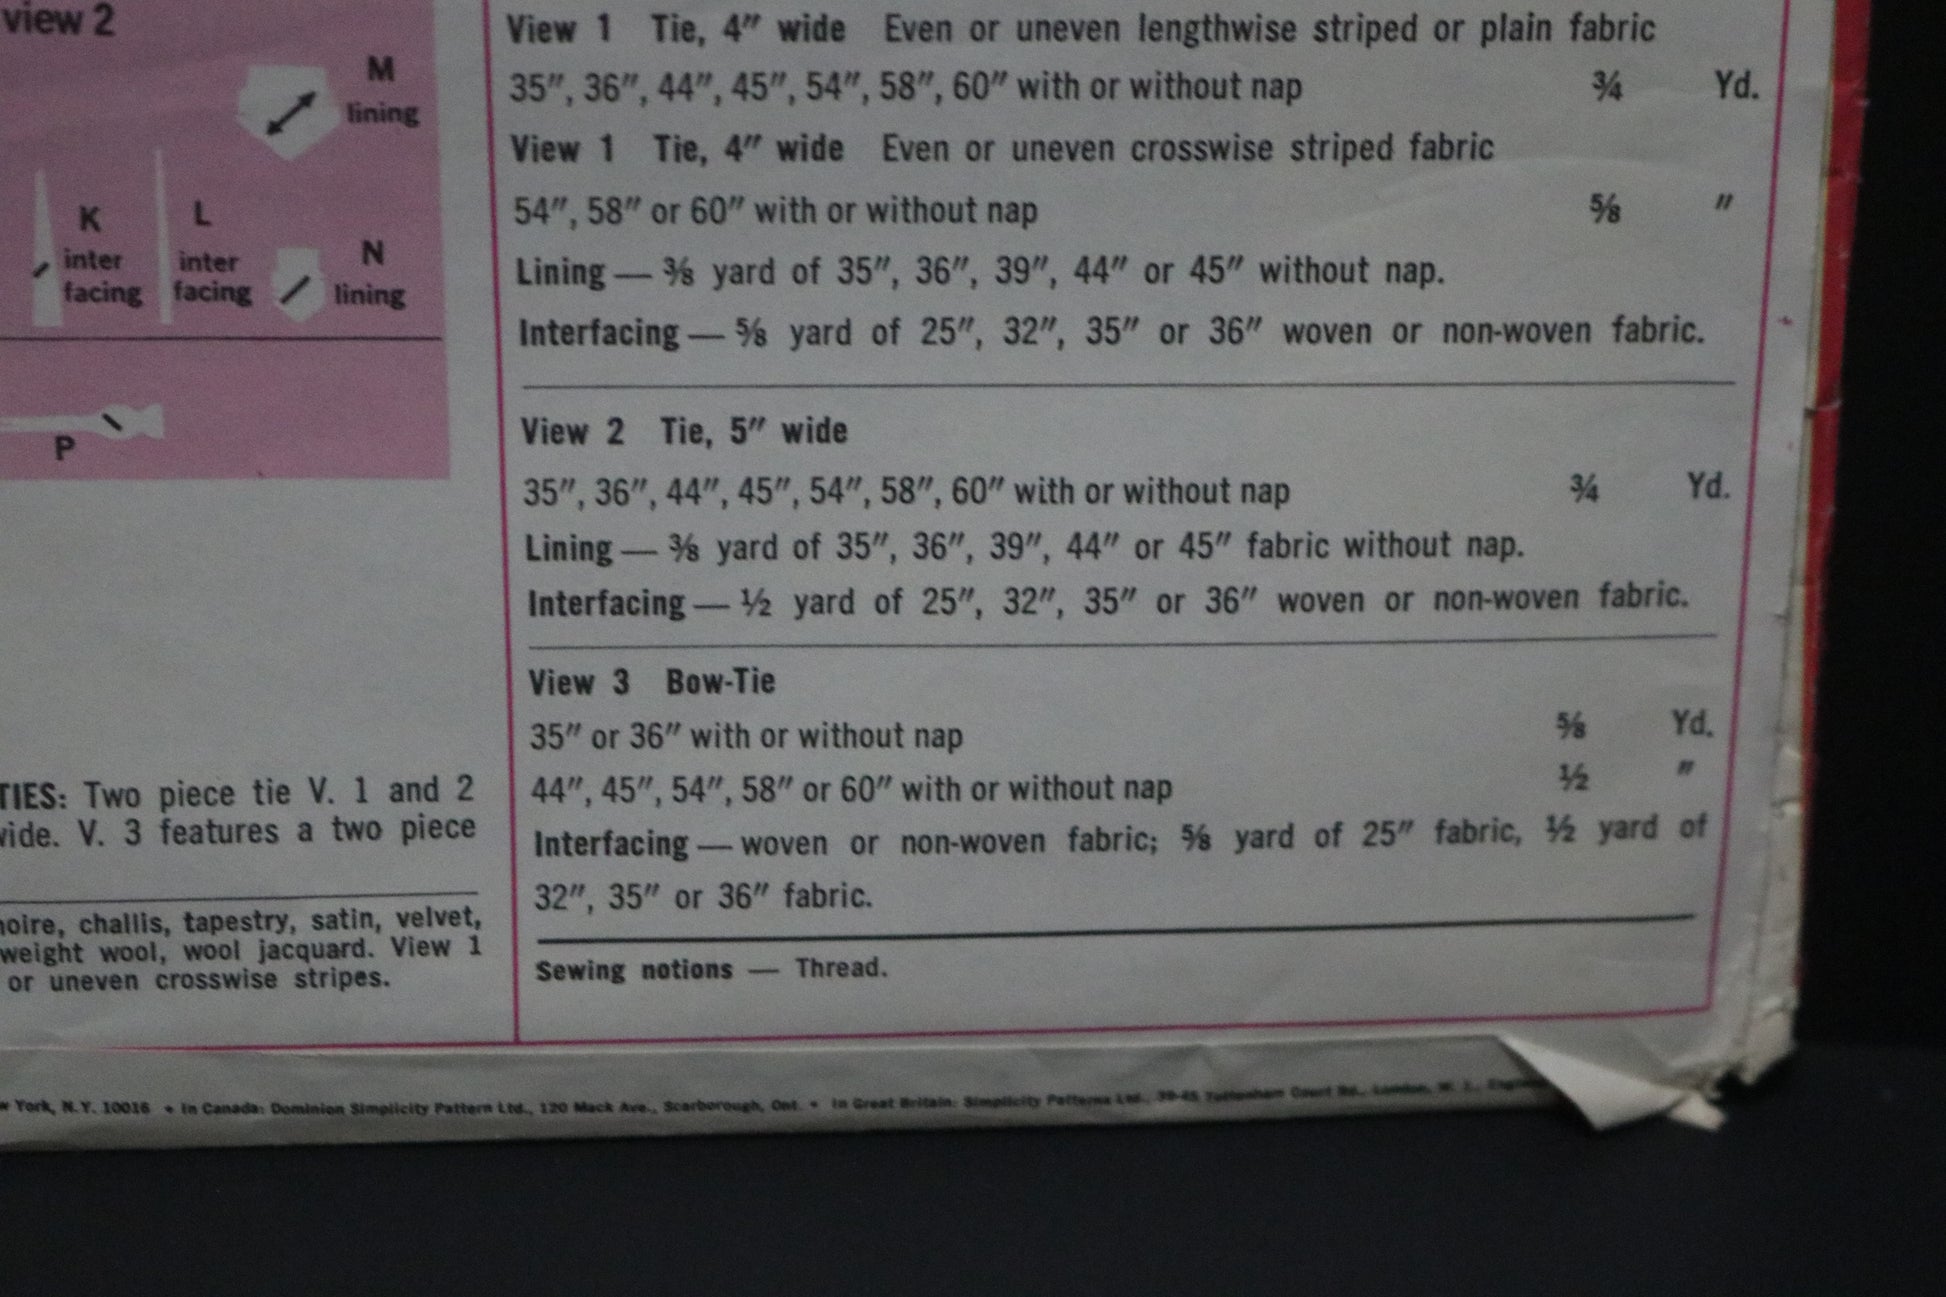 view 2
M
lining
K
inter
facing
L
inter
facing
N
lining
P
TIES: Two piece tie V. 1 and 2
wide. V. 3 features a two piece
moire, challis, tapestry, satin, velvet,
weight wool, wool jacquard. View 1
or uneven crosswise stripes.
View 1 Tie, 4" wide Even or uneven lengthwise striped or plain fabric
35", 36", 44", 45", 54", 58", 60" with or without nap ¾ Yd.
View 1 Tie, 4" wide Even or uneven crosswise striped fabric
54", 58" or 60" with or without nap ⅝ "
Lining — ⅜ yard of 35", 36", 39", 44" or 45" without nap.
Interfacing — ⅝ yard of 25", 32", 35" or 36" woven or non-woven fabric.
View 2 Tie, 5" wide
35", 36", 44", 45", 54", 58", 60" with or without nap ¾ Yd.
Lining — ⅜ yard of 35", 36", 39", 44" or 45" fabric without nap.
Interfacing — ½ yard of 25", 32", 35" or 36" woven or non-woven fabric.
View 3 Bow-Tie
35" or 36" with or without nap ⅝ Yd.
44", 45", 54", 58" or 60" with or without nap ½ "
Interfacing — woven or non-woven fabric; ⅝ yard of 25" fabric, ½ yard of
32", 35" or 36" fabric.
Sewing notions — Thread.
York, N.Y. 10016 • In Canada: Dominion Simplicity Pattern Ltd., 120 Mack Ave., Scarborough, Ont. • In Great Britain: Simplicity Patterns Ltd., 39-45 Tottenham Court Rd., London, W. 1.,